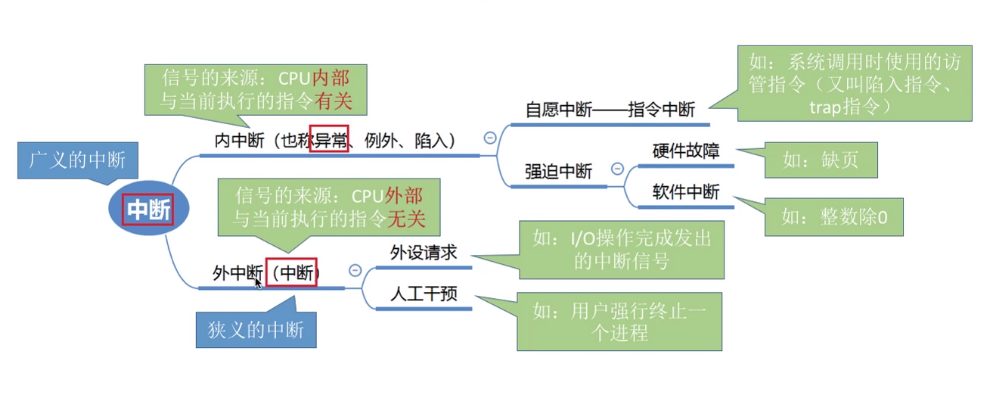 信号的来源：CPU内部
与当前执行的指令有关
如：系统调用时使用的访
管指令（又叫陷入指令、
trap指令）
自愿中断——指令中断
内中断（也称异常、例外、陷入）
广义的中断
硬件故障
如：缺页
强迫中断
软件中断
如：整数除0
中断
信号的来源：CPU外部
与当前执行的指令无关
外设请求
如：I/O操作完成发出
的中断信号
外中断（中断）
人工干预
如：用户强行终止一
个进程
狭义的中断